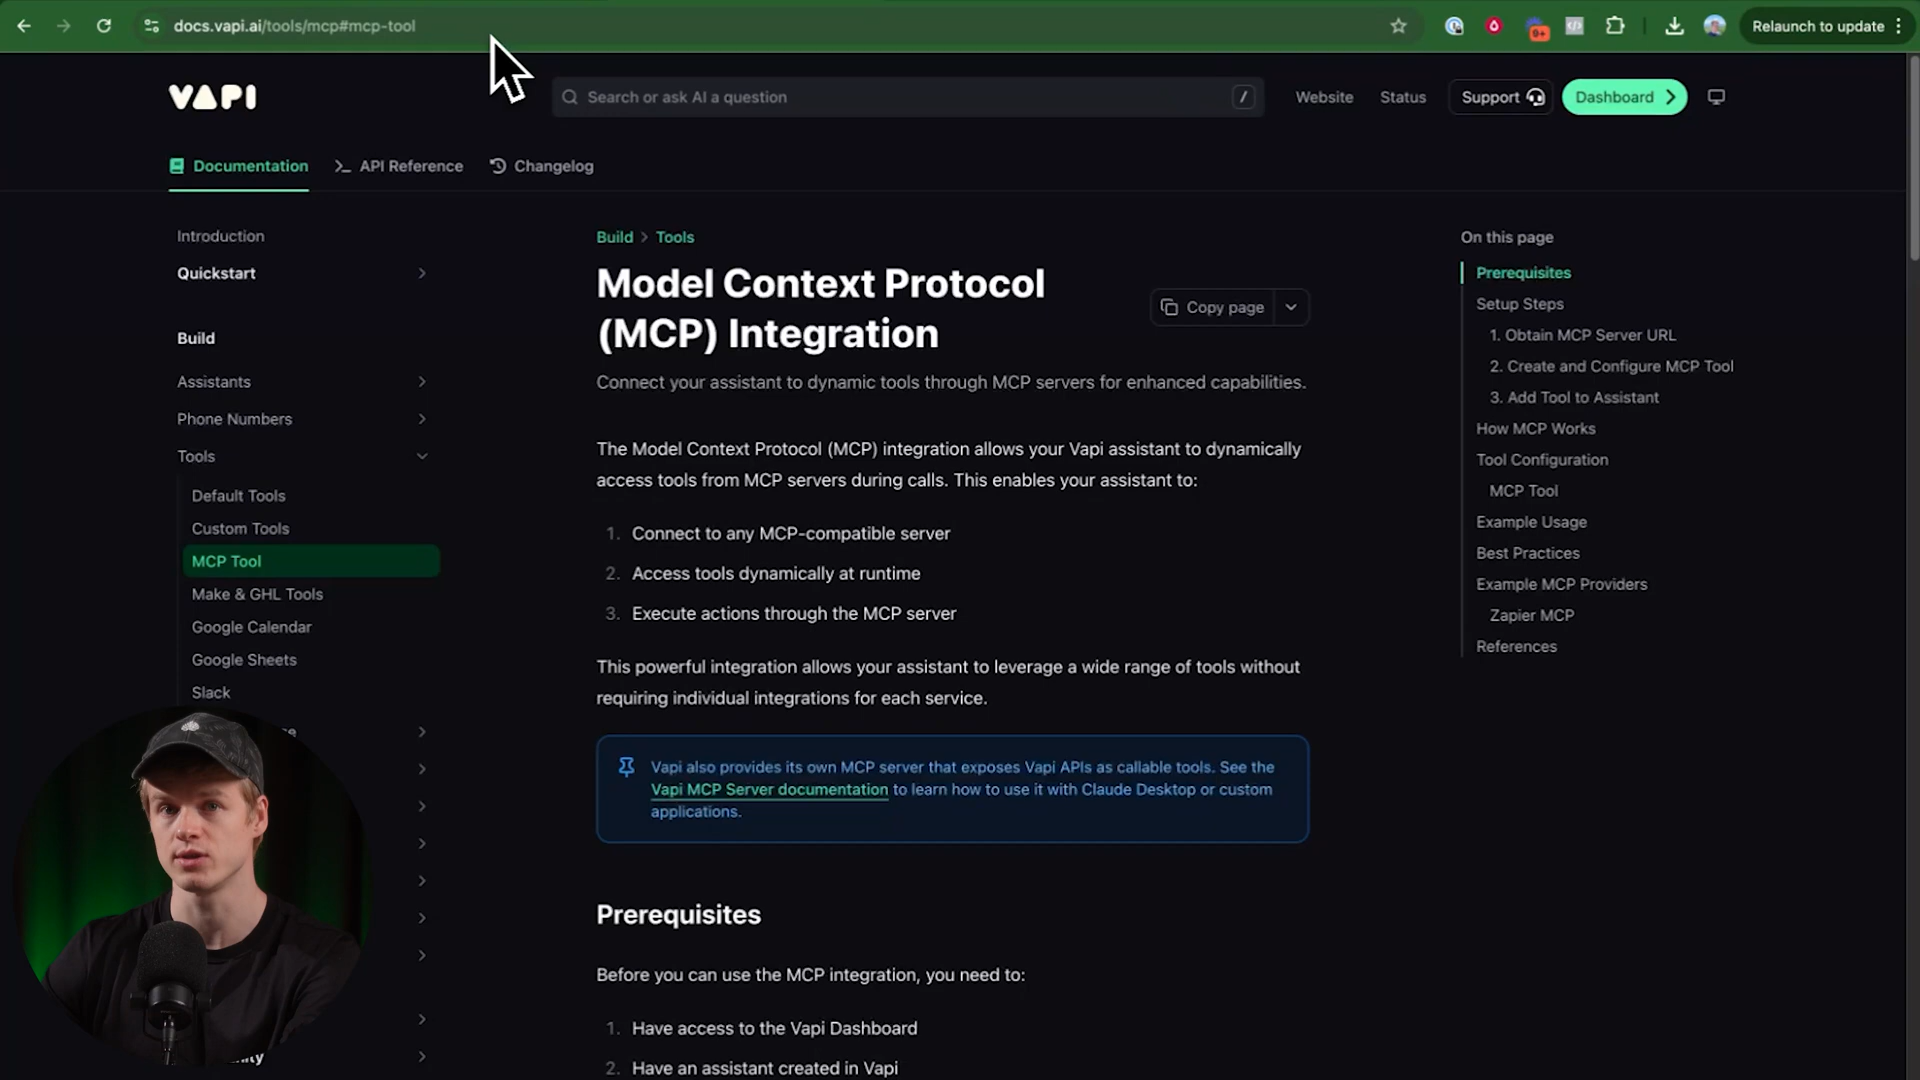 docs.vapi.ai/tools/mcp#mcp-tool
Relaunch to update
VAPI
Search or ask AI a question
/
Website
Status
Support
Dashboard
Documentation
API Reference
Changelog
Introduction
Quickstart
Build
Assistants
Phone Numbers
Tools
Default Tools
Custom Tools
MCP Tool
Make & GHL Tools
Google Calendar
Google Sheets
Slack
Build > Tools
Model Context Protocol
(MCP) Integration
Copy page
Connect your assistant to dynamic tools through MCP servers for enhanced capabilities.
The Model Context Protocol (MCP) integration allows your Vapi assistant to dynamically
access tools from MCP servers during calls. This enables your assistant to:
1. Connect to any MCP-compatible server
2. Access tools dynamically at runtime
3. Execute actions through the MCP server
This powerful integration allows your assistant to leverage a wide range of tools without
requiring individual integrations for each service.
Vapi also provides its own MCP server that exposes Vapi APIs as callable tools. See the
Vapi MCP Server documentation to learn how to use it with Claude Desktop or custom
applications.
Prerequisites
Before you can use the MCP integration, you need to:
1. Have access to the Vapi Dashboard
2. Have an assistant created in Vapi
On this page
Prerequisites
Setup Steps
1. Obtain MCP Server URL
2. Create and Configure MCP Tool
3. Add Tool to Assistant
How MCP Works
Tool Configuration
MCP Tool
Example Usage
Best Practices
Example MCP Providers
Zapier MCP
References